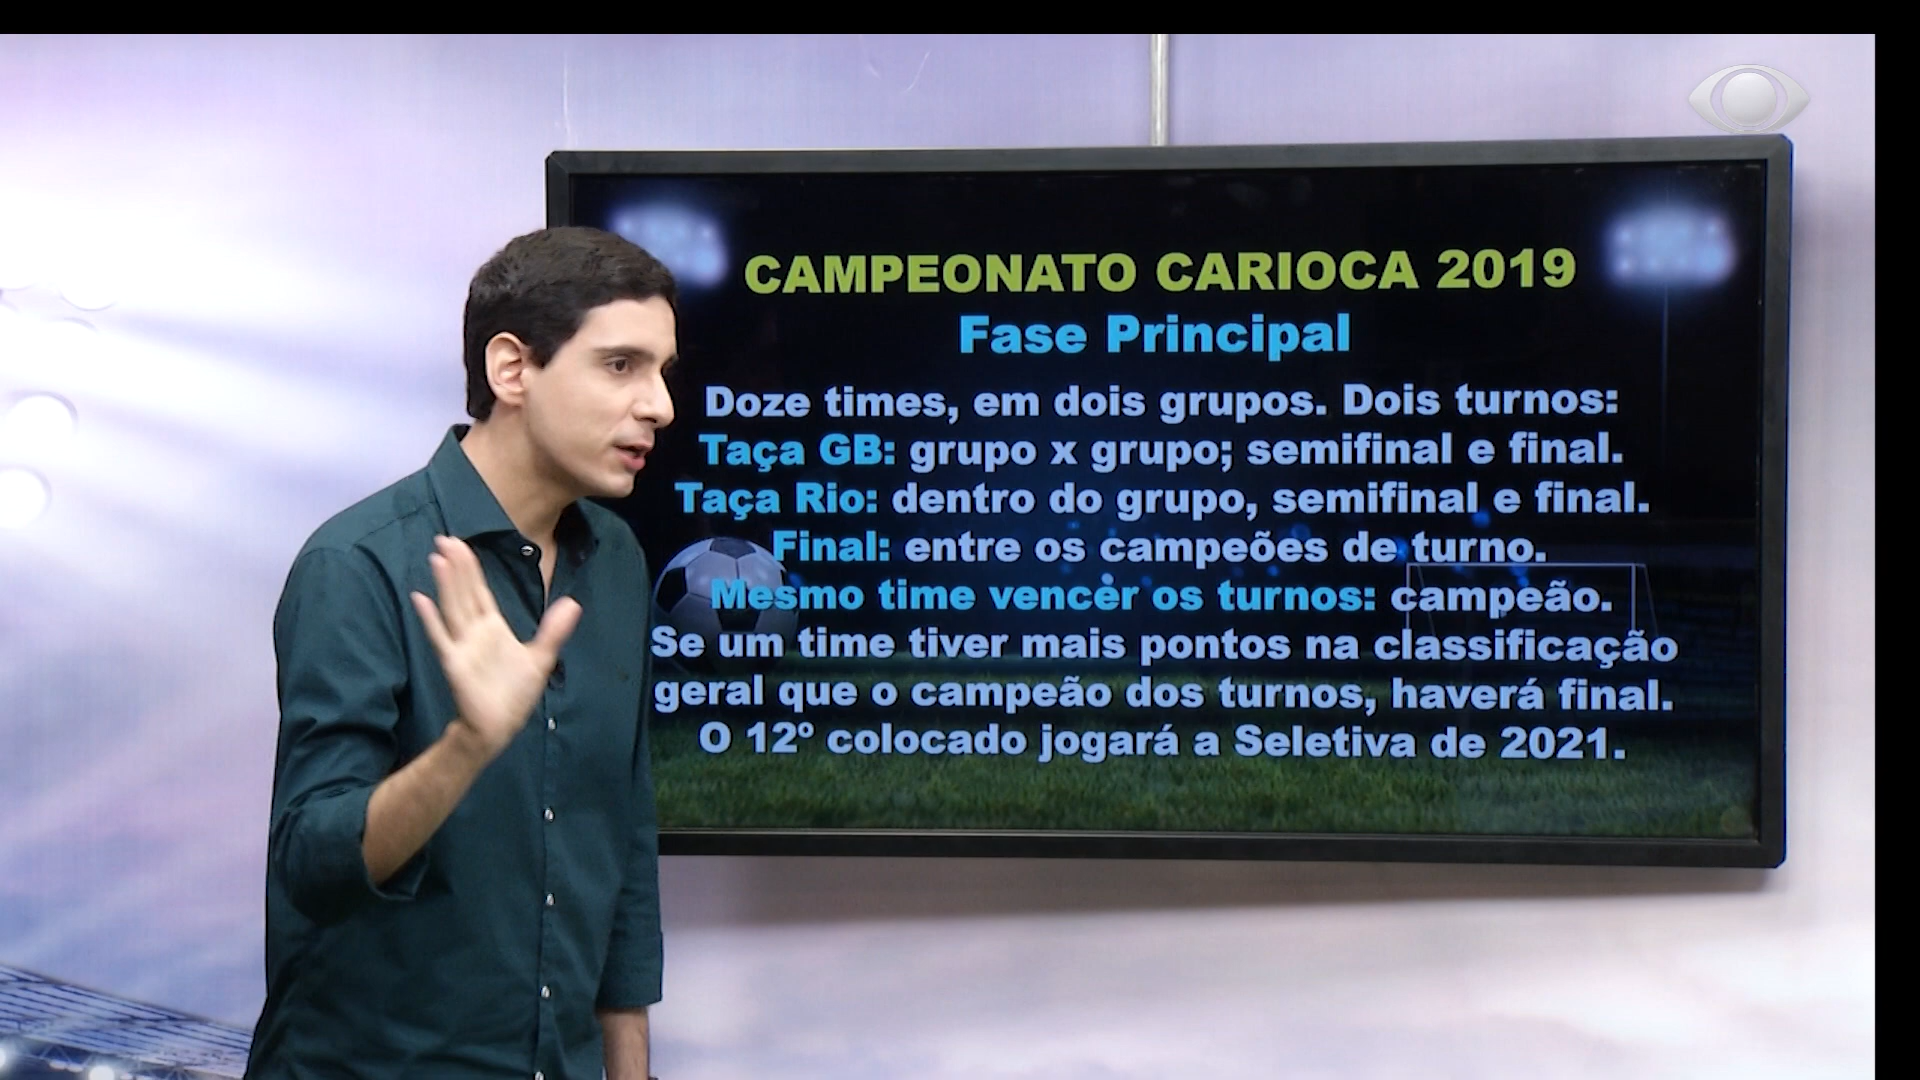 CAMPEONATO CARIOCA 2019
Fase Principal
Doze times, em dois grupos. Dois turnos:
Taça GB: grupo x grupo; semifinal e final.
Taça Rio: dentro do grupo, semifinal e final.
Final: entre os campeões de turno.
Mesmo time vencer os turnos: campeão.
Se um time tiver mais pontos na classificação
geral que o campeão dos turnos, haverá final.
O 12º colocado jogará a Seletiva de 2021.